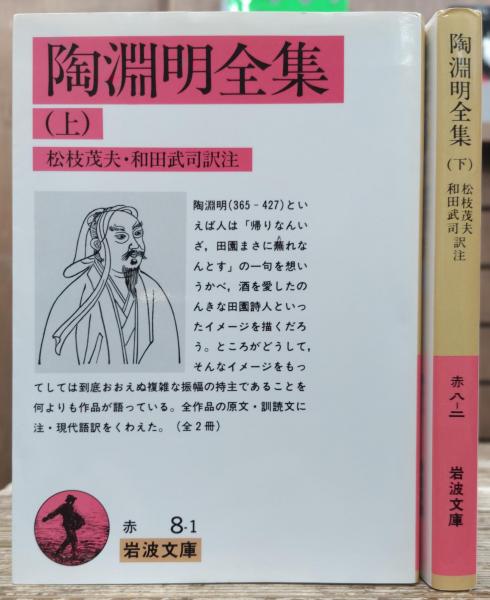 陶淵明全集
(上)
松枝茂夫・和田武司訳注
陶淵明(365‐427)とい
えば人は「帰りなんい
ざ，田園まさに蕪れな
んとす」の一句を想い
うかべ，酒を愛したの
んきな田園詩人といっ
たイメージを描くだろ
う。ところがどうして，
そんなイメージをもっ
てしては到底おおえぬ複雑な振幅の持主であることを
何よりも作品が語っている。全作品の原文・訓読文に
注・現代語訳をくわえた。（全2冊）
赤 8-1
岩波文庫
陶淵明全集(下)
松枝茂夫
和田武司
訳注
赤八-二
岩波文庫